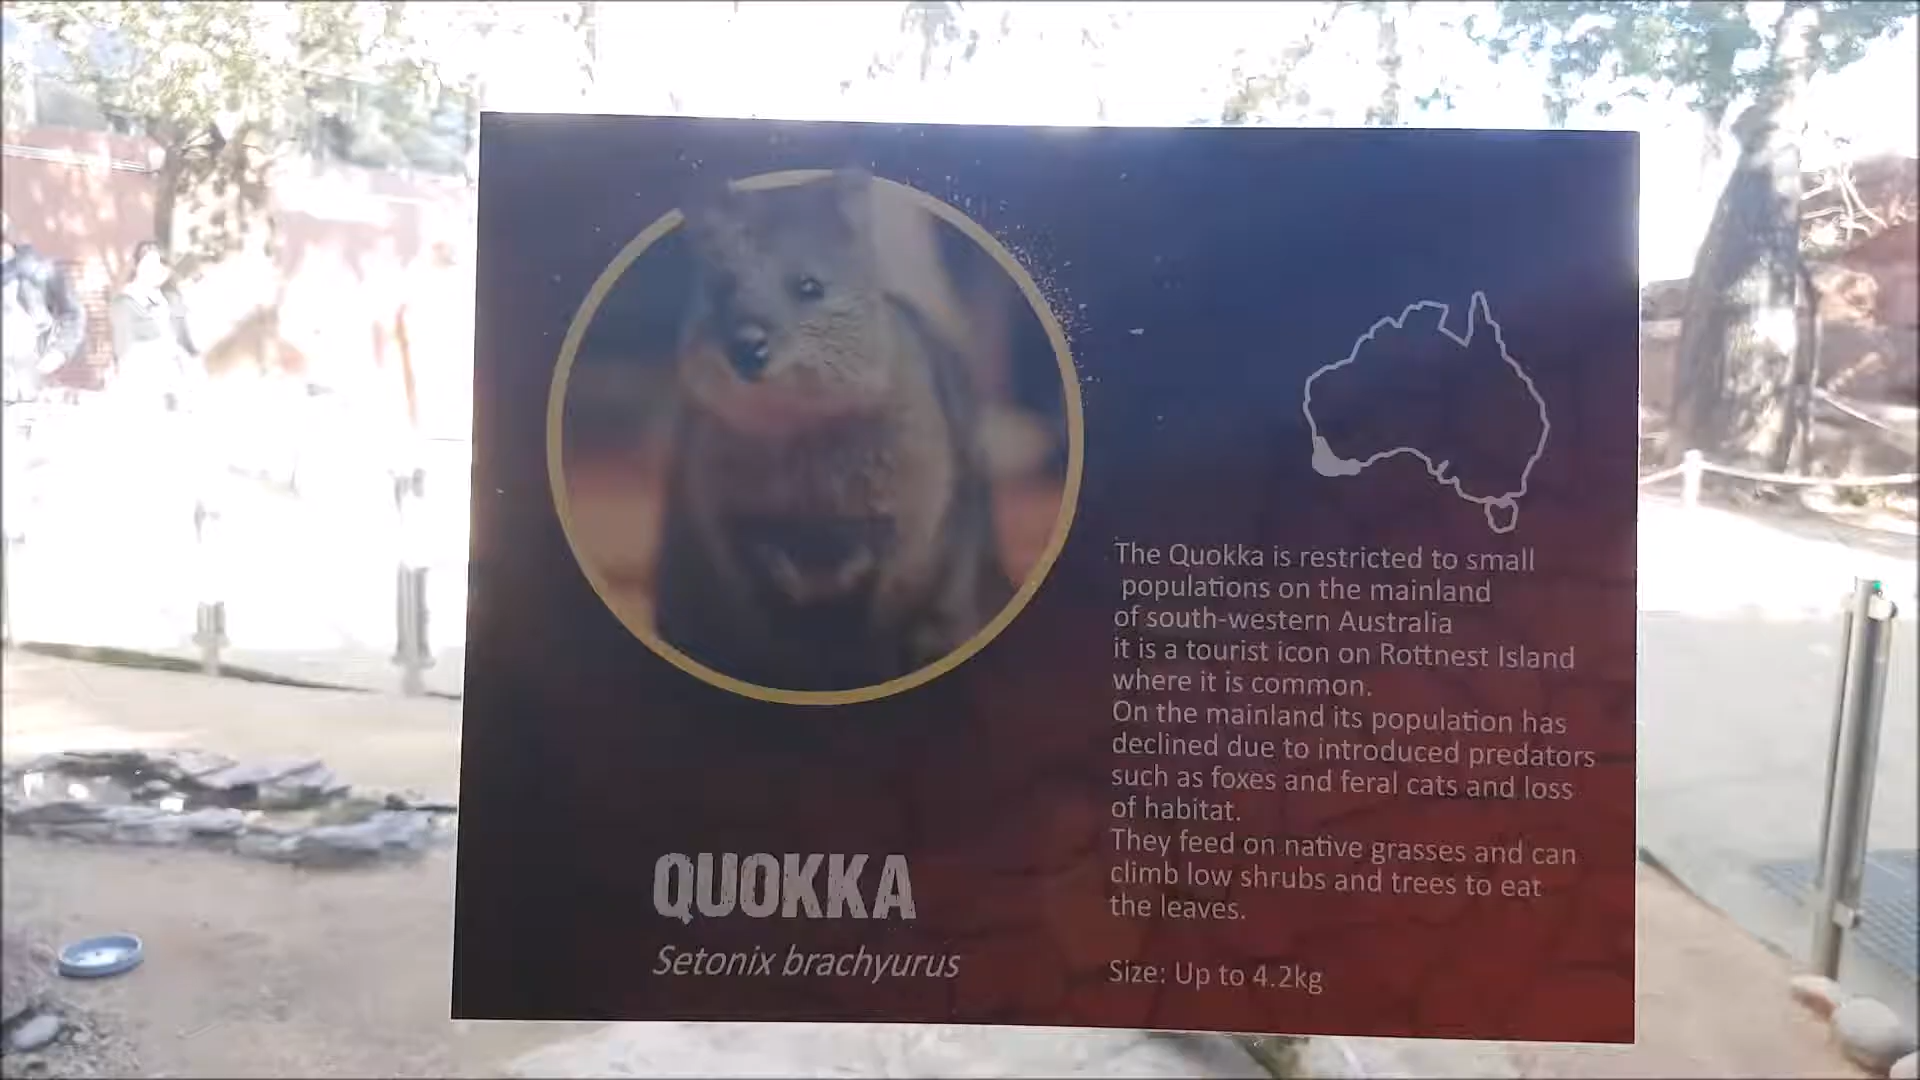 The Quokka is restricted to small
populations on the mainland
of south-western Australia
it is a tourist icon on Rottnest Island
where it is common.
On the mainland its population has
declined due to introduced predators
such as foxes and feral cats and loss
of habitat.
They feed on native grasses and can
climb low shrubs and trees to eat
the leaves.
Size: Up to 4.2kg
QUOKKA
Setonix brachyurus